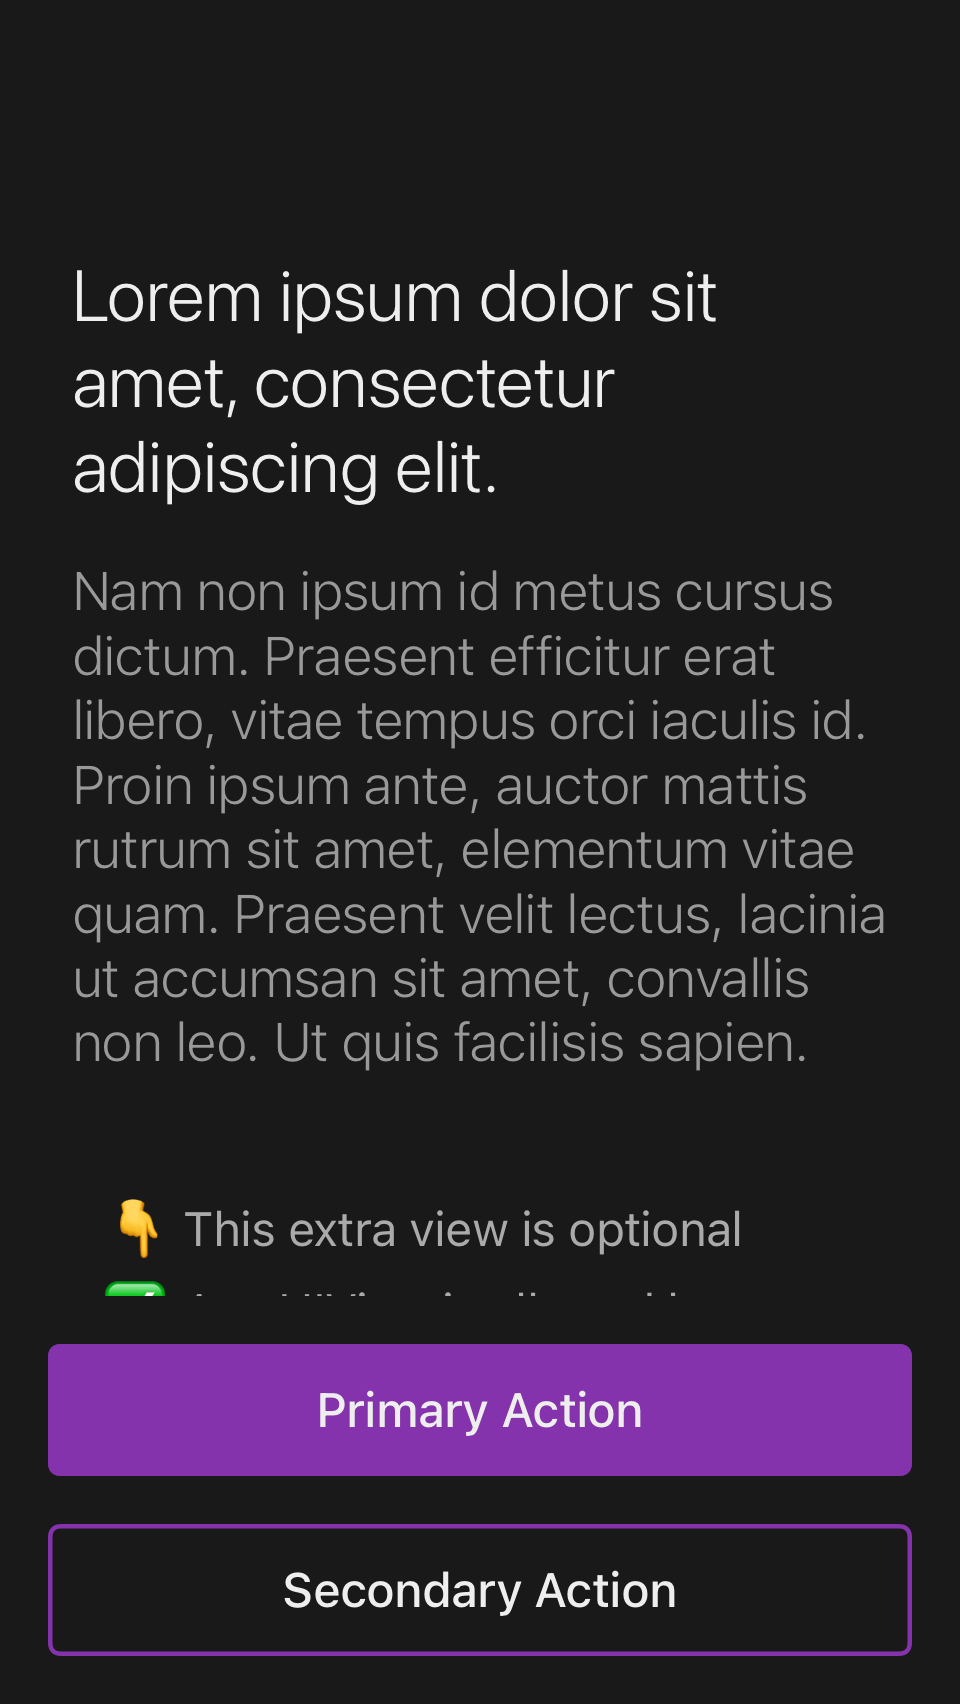 Lorem ipsum dolor sit
amet, consectetur
adipiscing elit.
Nam non ipsum id metus cursus
dictum. Praesent efficitur erat
libero, vitae tempus orci iaculis id.
Proin ipsum ante, auctor mattis
rutrum sit amet, elementum vitae
quam. Praesent velit lectus, lacinia
ut accumsan sit amet, convallis
non leo. Ut quis facilisis sapien.
👇 This extra view is optional
Primary Action
Secondary Action